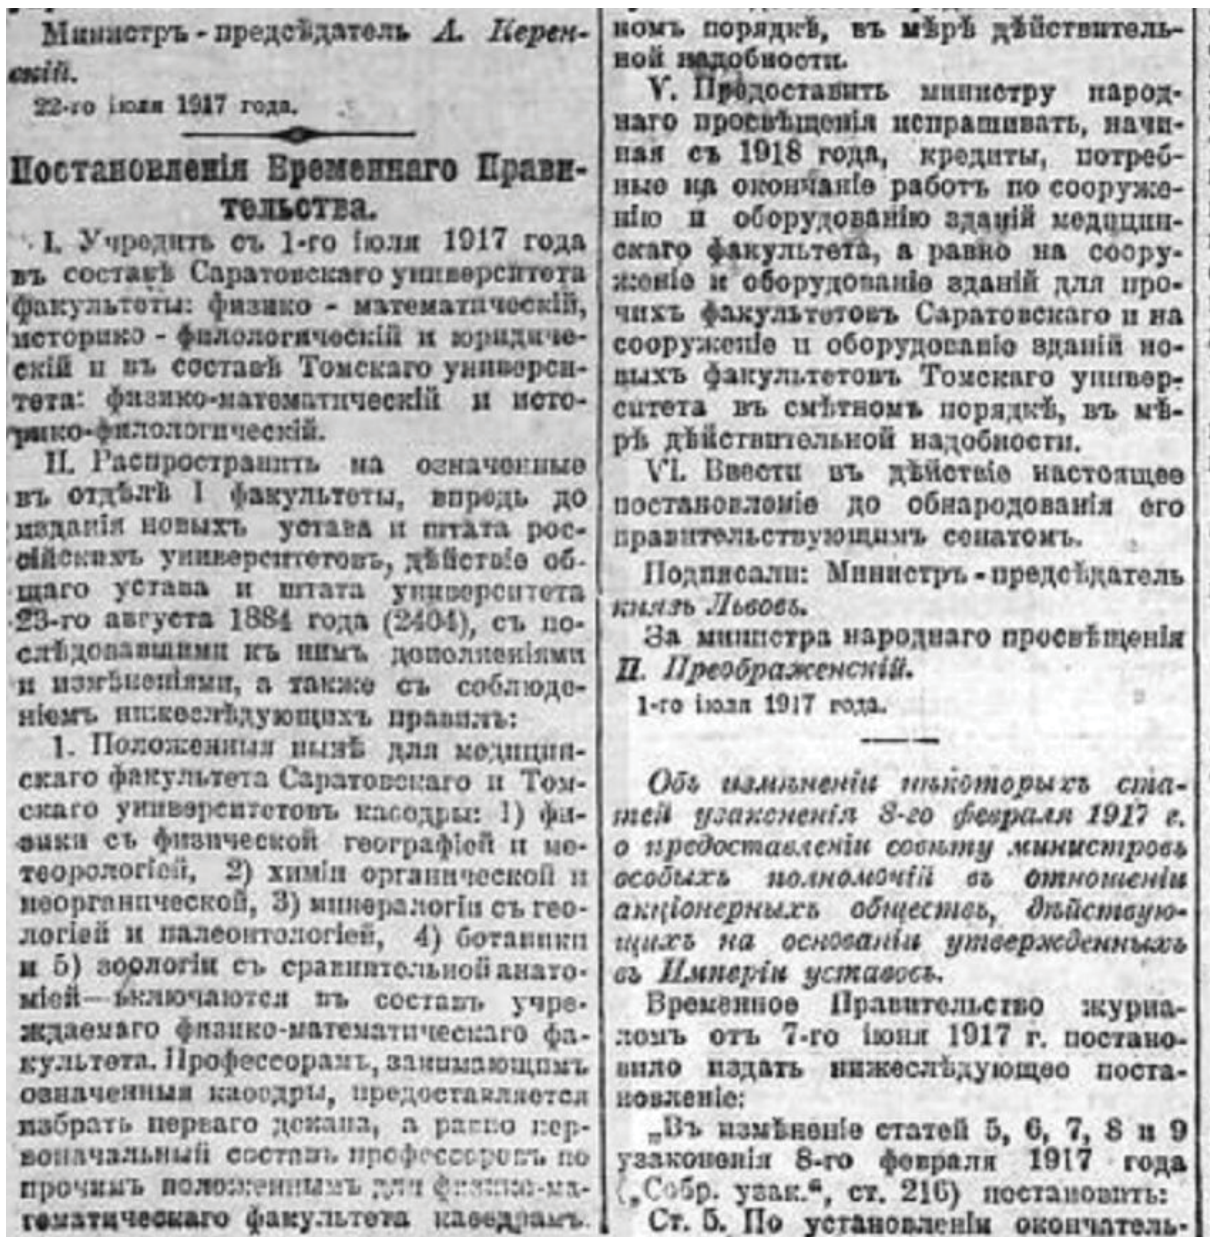 Министръ-предсѣдатель А. Керен-
скій.
22-го іюля 1917 года.
Постановленія Временнаго Прави-
тельства.
I. Учредить съ 1-го іюля 1917 года
въ составѣ Саратовскаго университета
факультеты: физико-математическій,
историко-филологическій и юридиче-
скій и въ составѣ Томскаго универси-
тета: физико-математическій и исто-
рико-филологическій.
II. Распространить на означенные
въ отдѣлѣ I факультеты, впредь до
изданія новыхъ устава и штата рос-
сійскихъ университетовъ, дѣйствіе об-
щаго устава и штата университета
23-го августа 1884 года (2404), съ по-
слѣдовавшими къ нимъ дополненіями
и измѣненіями, а также съ соблюде-
ніемъ нижеслѣдующихъ правилъ:
1. Положенныя нынѣ для медицин-
скаго факультета Саратовскаго и Том-
скаго университетовъ каѳедры: 1) фи-
зики съ физической географіей и ме-
теорологіей, 2) химіи органической и
неорганической, 3) минералогіи съ гео-
логіей и палеонтологіей, 4) ботаники
и 5) зоологіи съ сравнительной анато-
міей—включаются въ составъ учре-
ждаемаго физико-математическаго фа-
культета. Профессорамъ, занимающимъ
означенныя каѳедры, предоставляется
избрать перваго декана, а равно пер-
воначальный составъ профессоровъ по
прочимъ положеннымъ для физико-ма-
тематическаго факультета каѳедрамъ.
номъ порядкѣ, въ мѣрѣ дѣйствитель-
ной надобности.
V. Предоставить министру народ-
наго просвѣщенія испрашивать, начи-
ная съ 1918 года, кредиты, потреб-
ные на окончаніе работъ по сооруже-
нію и оборудованію зданій медицин-
скаго факультета, а равно на соору-
женіе и оборудованіе зданій для про-
чихъ факультетовъ Саратовскаго и на
сооруженіе и оборудованіе зданій но-
выхъ факультетовъ Томскаго универ-
ситета въ смѣтномъ порядкѣ, въ мѣ-
рѣ дѣйствительной надобности.
VI. Ввести въ дѣйствіе настоящее
постановленіе до обнародованія его
правительствующимъ сенатомъ.
Подписали: Министръ-предсѣдатель
князь Львовъ.
За министра народнаго просвѣщенія
П. Преображенскій.
1-го іюля 1917 года.
Объ измѣненіи нѣкоторыхъ ста-
тей узаконенія 8-го февраля 1917 г.
о предоставленіи совѣту министровъ
особыхъ полномочій въ отношеніи
акціонерныхъ обществъ, дѣйствую-
щихъ на основаніи утвержденныхъ
въ Имперіи уставовъ.
Временное Правительство журна-
ломъ отъ 7-го іюня 1917 г. постано-
вило издать нижеслѣдующее поста-
новленіе:
„Въ измѣненіе статей 5, 6, 7, 8 и 9
узаконенія 8-го февраля 1917 года
(„Собр. узак.“, ст. 216) постановить:
Ст. 5. По установленіи окончатель-